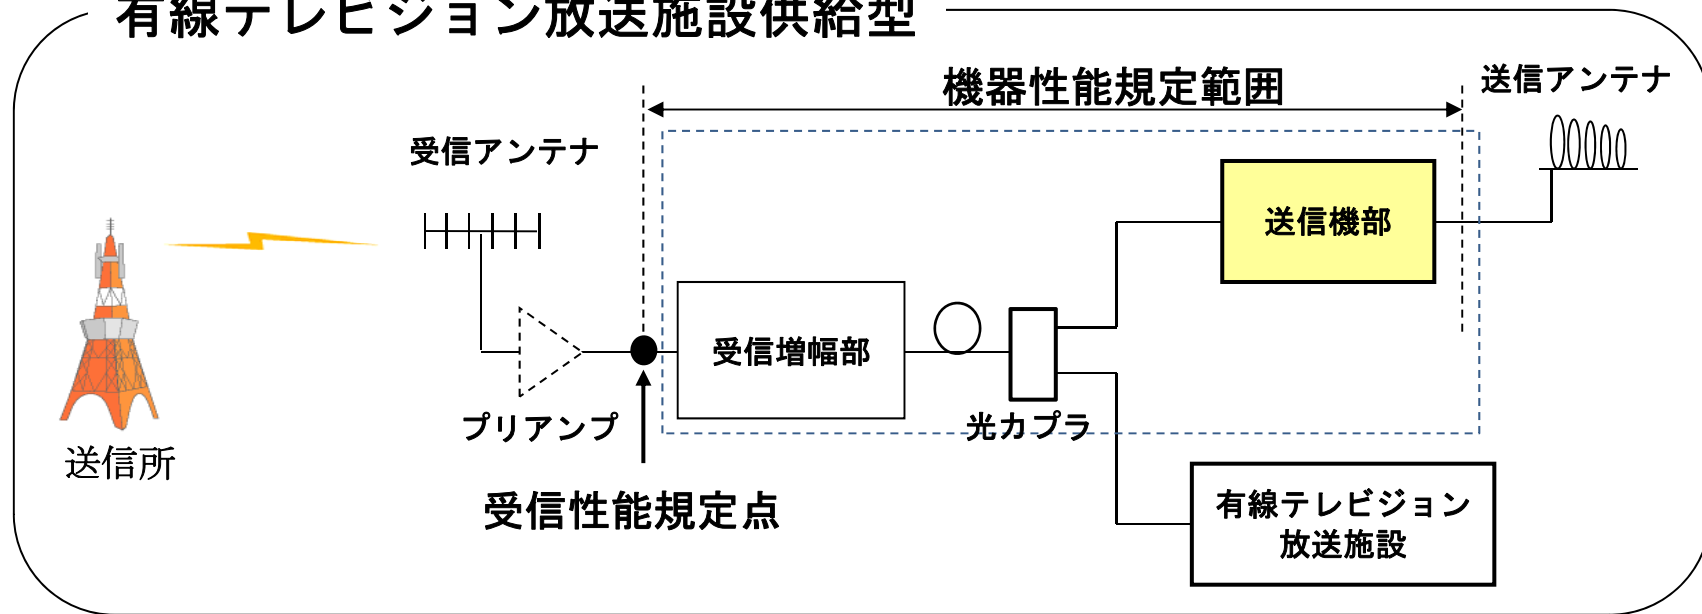 有線テレビジョン放送施設供給型
機器性能規定範囲
送信アンテナ
受信アンテナ
送信機部
受信増幅部
プリアンプ
光カプラ
送信所
受信性能規定点
有線テレビジョン
放送施設